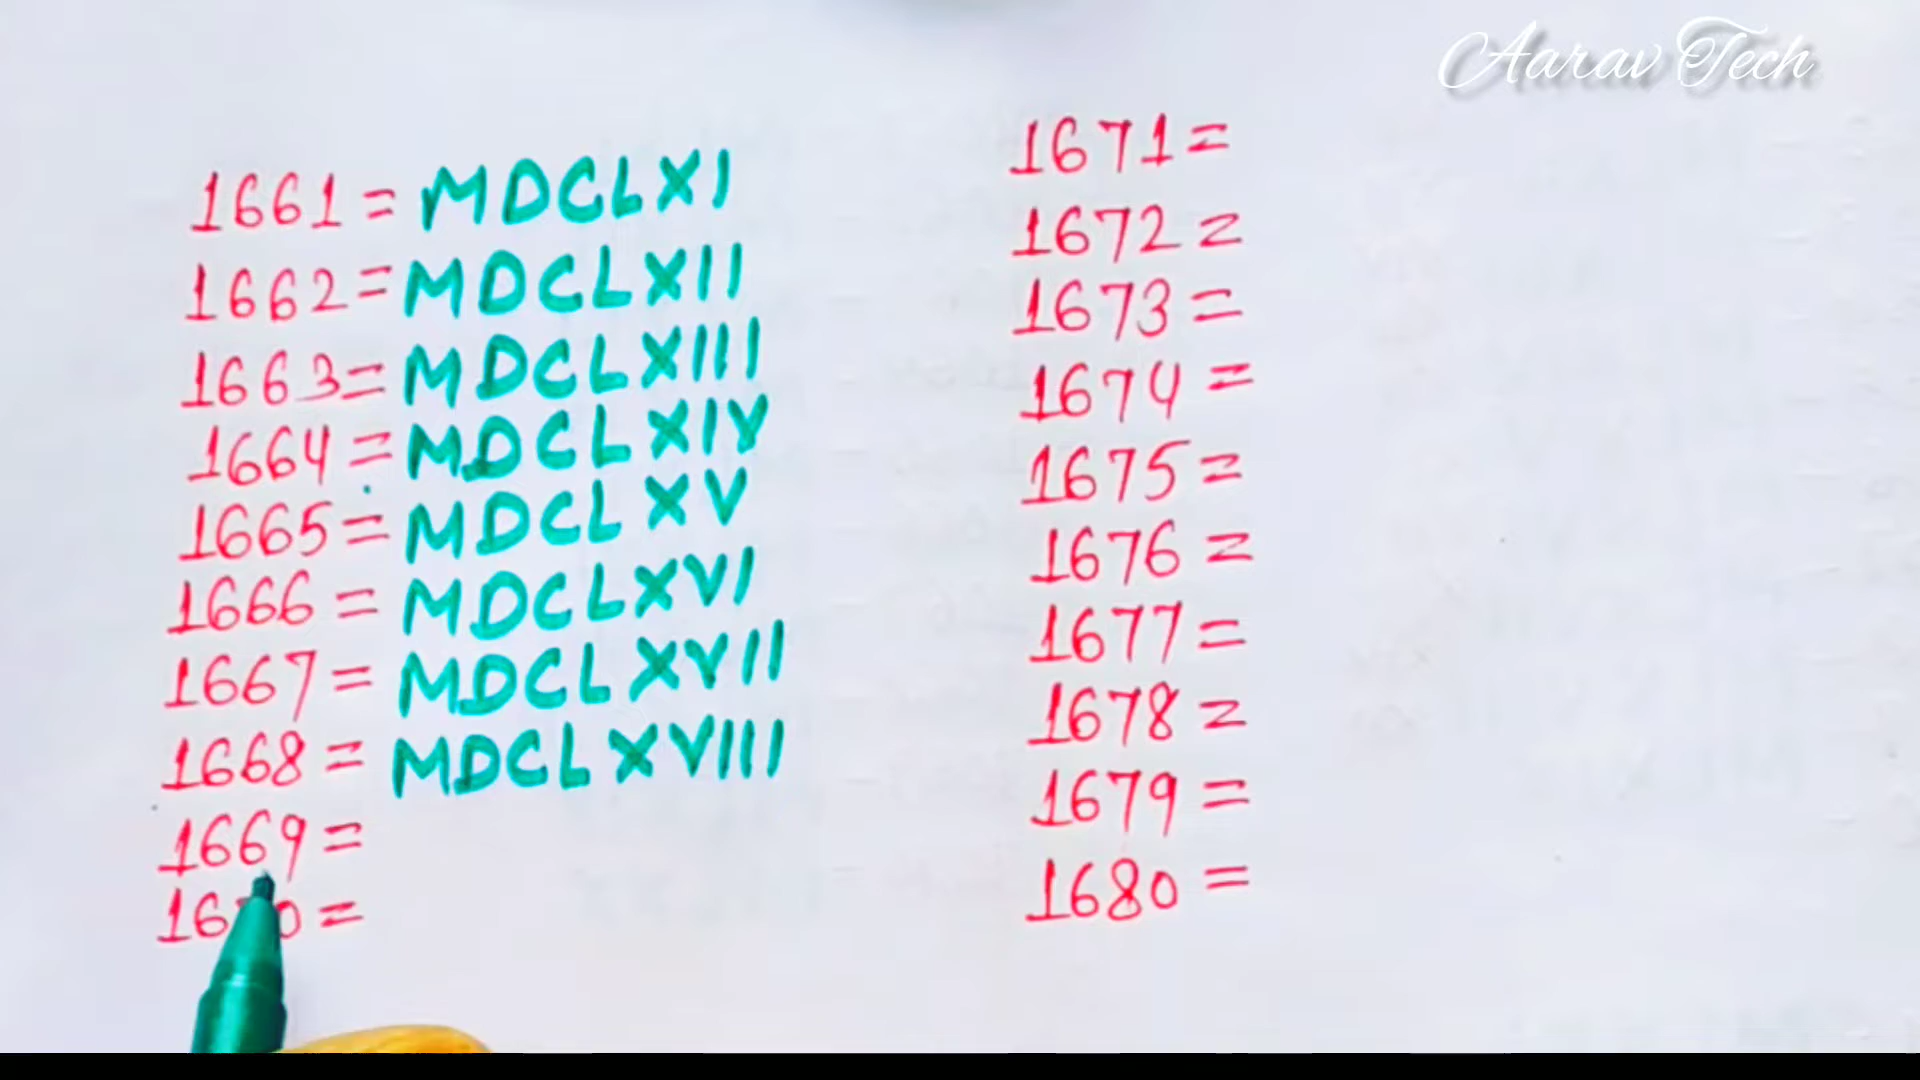 Aarav Tech
1661 = MDCLXI
1662 = MDCLXII
1663 = MDCLXIII
1664 = MDCLXIV
1665 = MDCLXV
1666 = MDCLXVI
1667 = MDCLXVII
1668 = MDCLXVIII
1669 =
1671 =
1672 =
1673 =
1674 =
1675 =
1676 =
1677 =
1678 =
1679 =
1680 =